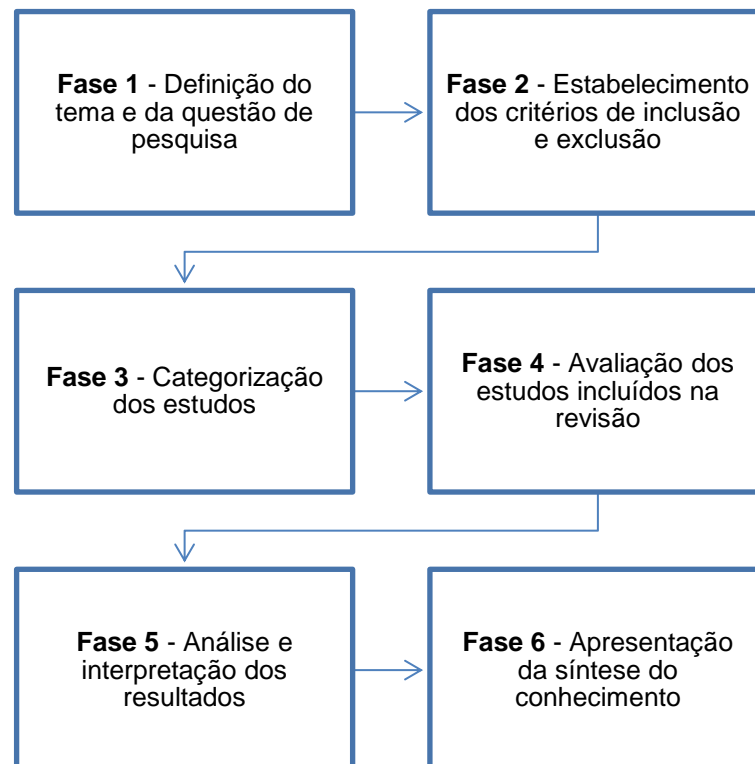 Fase 1 - Definição do
tema e da questão de
pesquisa
Fase 2 - Estabelecimento
dos critérios de inclusão
e exclusão
Fase 3 - Categorização
dos estudos
Fase 4 - Avaliação dos
estudos incluídos na
revisão
Fase 5 - Análise e
interpretação dos
resultados
Fase 6 - Apresentação
da síntese do
conhecimento